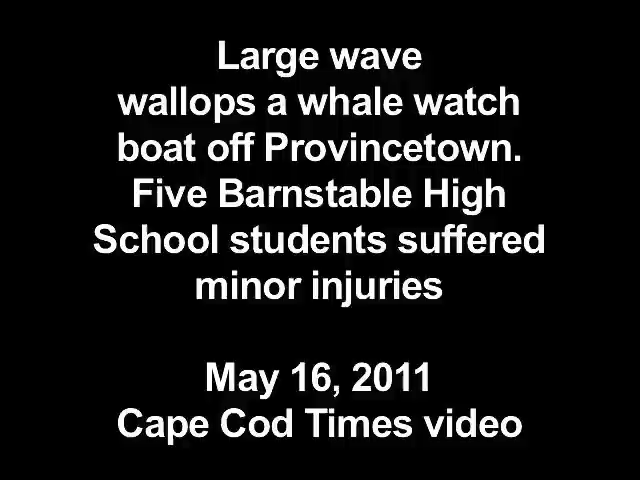 Large wave
wallops a whale watch
boat off Provincetown.
Five Barnstable High
School students suffered
minor injuries
May 16, 2011
Cape Cod Times video